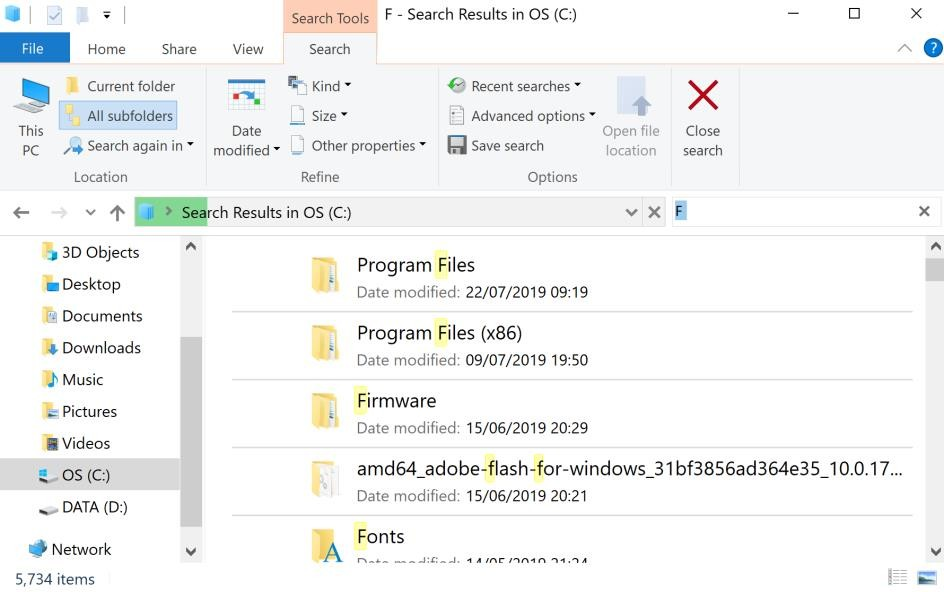 Search Tools
F - Search Results in OS (C:)
File
Home
Share
View
Search
?
This
PC
Current folder
All subfolders
Search again in
Location
Date
modified
Kind
Size
Other properties
Refine
Recent searches
Advanced options
Save search
Open file
location
Options
Close
search
Search Results in OS (C:)
F
3D Objects
Desktop
Documents
Downloads
Music
Pictures
Videos
OS (C:)
DATA (D:)
Network
Program Files
Date modified: 22/07/2019 09:19
Program Files (x86)
Date modified: 09/07/2019 19:50
Firmware
Date modified: 15/06/2019 20:29
amd64_adobe-flash-for-windows_31bf3856ad364e35_10.0.17...
Date modified: 15/06/2019 20:21
A
Fonts
Date modified: 14/05/2019 21:24
5,734 items